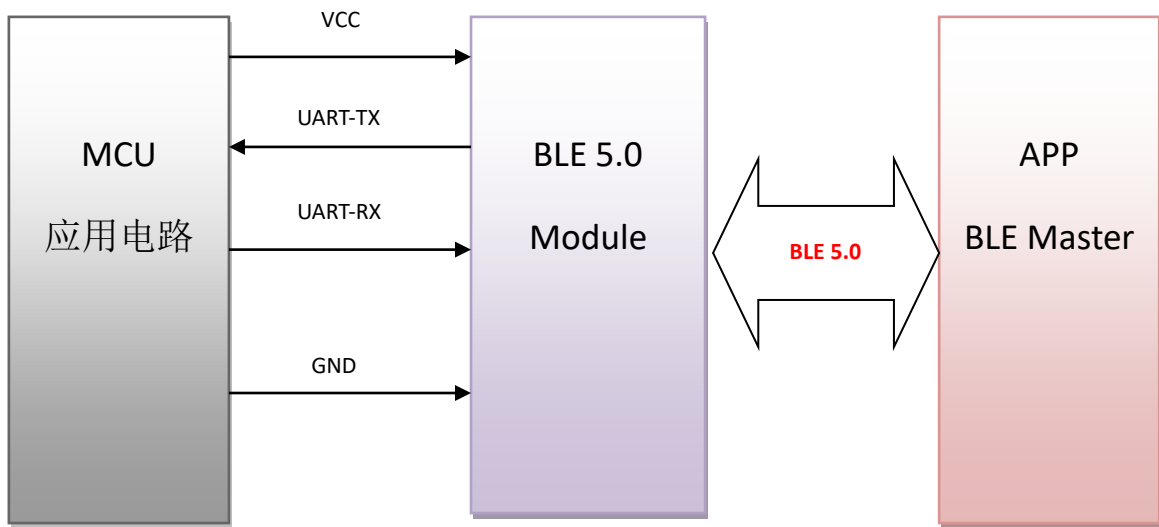 MCU
应用电路
VCC
UART-TX
UART-RX
GND
BLE 5.0
Module
BLE 5.0
APP
BLE Master